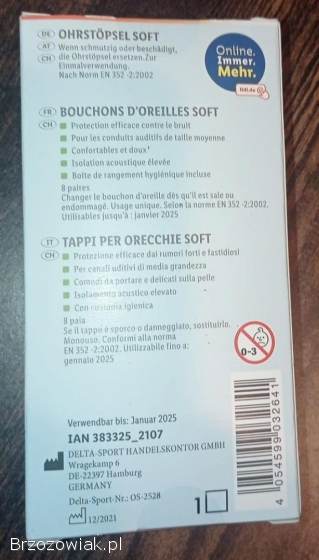 DE OHRSTÖPSEL SOFT
AT Wenn schmutzig oder beschädigt,
CH die Ohrstöpsel ersetzen. Zur
Einmalverwendung.
Nach Norm EN 352-2:2002
Online.
Immer.
Mehr.
lidl.de
FR BOUCHONS D'OREILLES SOFT
CH Protection efficace contre le bruit
Pour les conduits auditifs de taille moyenne
Confortables et doux
Isolation acoustique élevée
Boîte de rangement hygiénique incluse
8 paires
Changer le bouchon d'oreille dès qu'il est sale ou
endommagé. Usage unique. Selon la norme EN 352-2:2002.
Utilisables jusqu'à : janvier 2025
IT TAPPI PER ORECCHIE SOFT
CH Protezione efficace dai rumori forti e fastidiosi
Per canali uditivi di media grandezza
Comodi da portare e delicati sulla pelle
Isolamento acustico elevato
Con custodia igienica
8 paia
Se il tappo è sporco o danneggiato, sostituirlo.
Monouso. Conformi alla norma
EN 352-2:2002. Utilizzabile fino a:
gennaio 2025
0-3
Verwendbar bis: Januar 2025
IAN 383325_2107
DELTA-SPORT HANDELSKONTOR GMBH
Wragekamp 6
DE-22397 Hamburg
GERMANY
Delta-Sport-Nr.: OS-2528
12/2021
1
4 054599 032641
Brzozowiak.pl